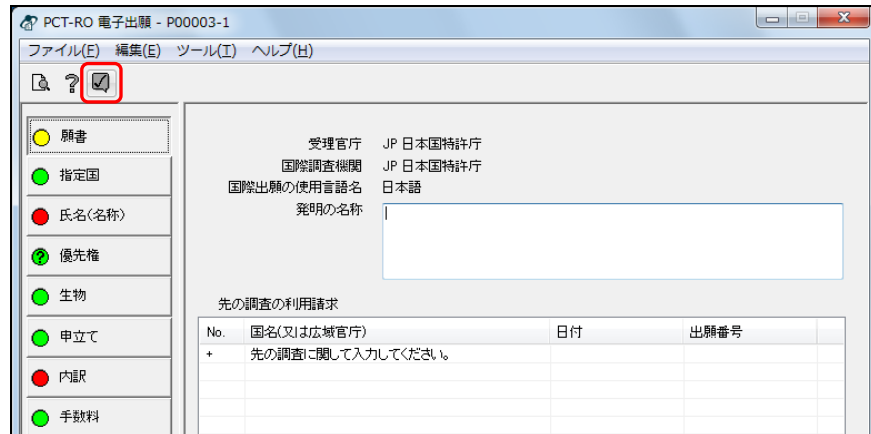 PCT-RO 電子出願 - P00003-1
ファイル(F) 編集(E) ツール(T) ヘルプ(H)
願書
指定国
氏名(名称)
優先権
生物
申立て
内訳
手数料
受理官庁 JP 日本国特許庁
国際調査機関 JP 日本国特許庁
国際出願の使用言語名 日本語
発明の名称
先の調査の利用請求
No. 国名(又は広域官庁) 日付 出願番号
+ 先の調査に関して入力してください。